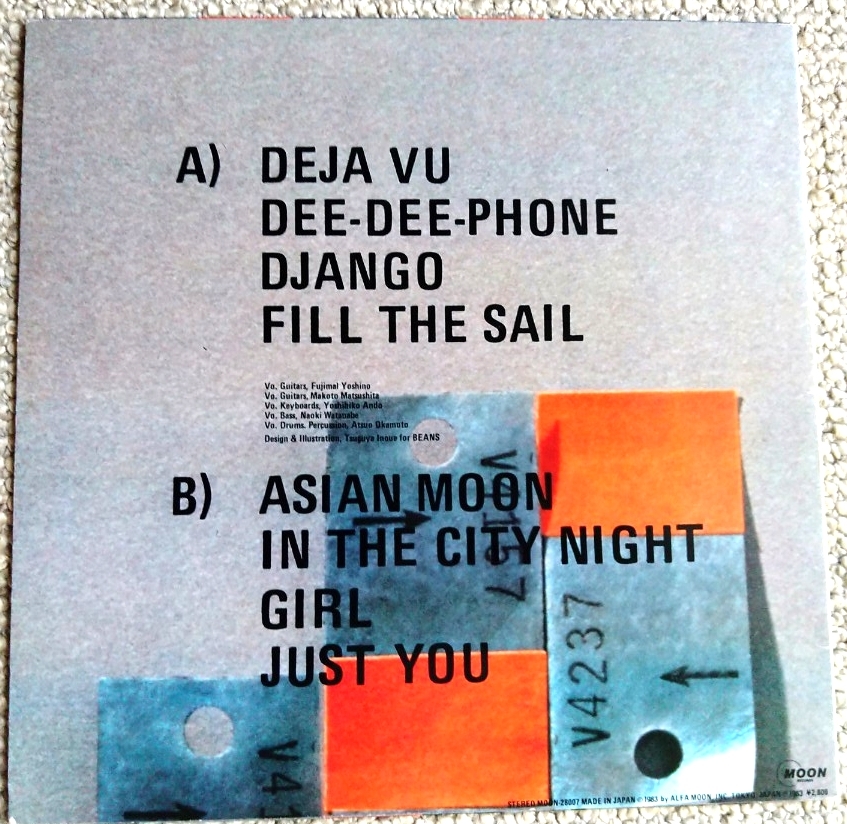 A) DEJA VU
DEE-DEE-PHONE
DJANGO
FILL THE SAIL
Vo. Guitars, Fujimal Yoshino
Vo. Guitars, Makoto Matsushita
Vo. Keyboards, Yoshihiko Ando
Vo. Bass, Naoki Watanabe
Vo. Drums. Percussion, Atsuo Okamoto
Design & Illustration, Tsuguya Inoue for BEANS
B) ASIAN MOON
IN THE CITY NIGHT
GIRL
JUST YOU
V4237
V4
MOON
RECORDS
STEREO MOON-28007 MADE IN JAPAN ℗1983 by ALFA MOON, INC. TOKYO, JAPAN ℗1983 ¥2,800